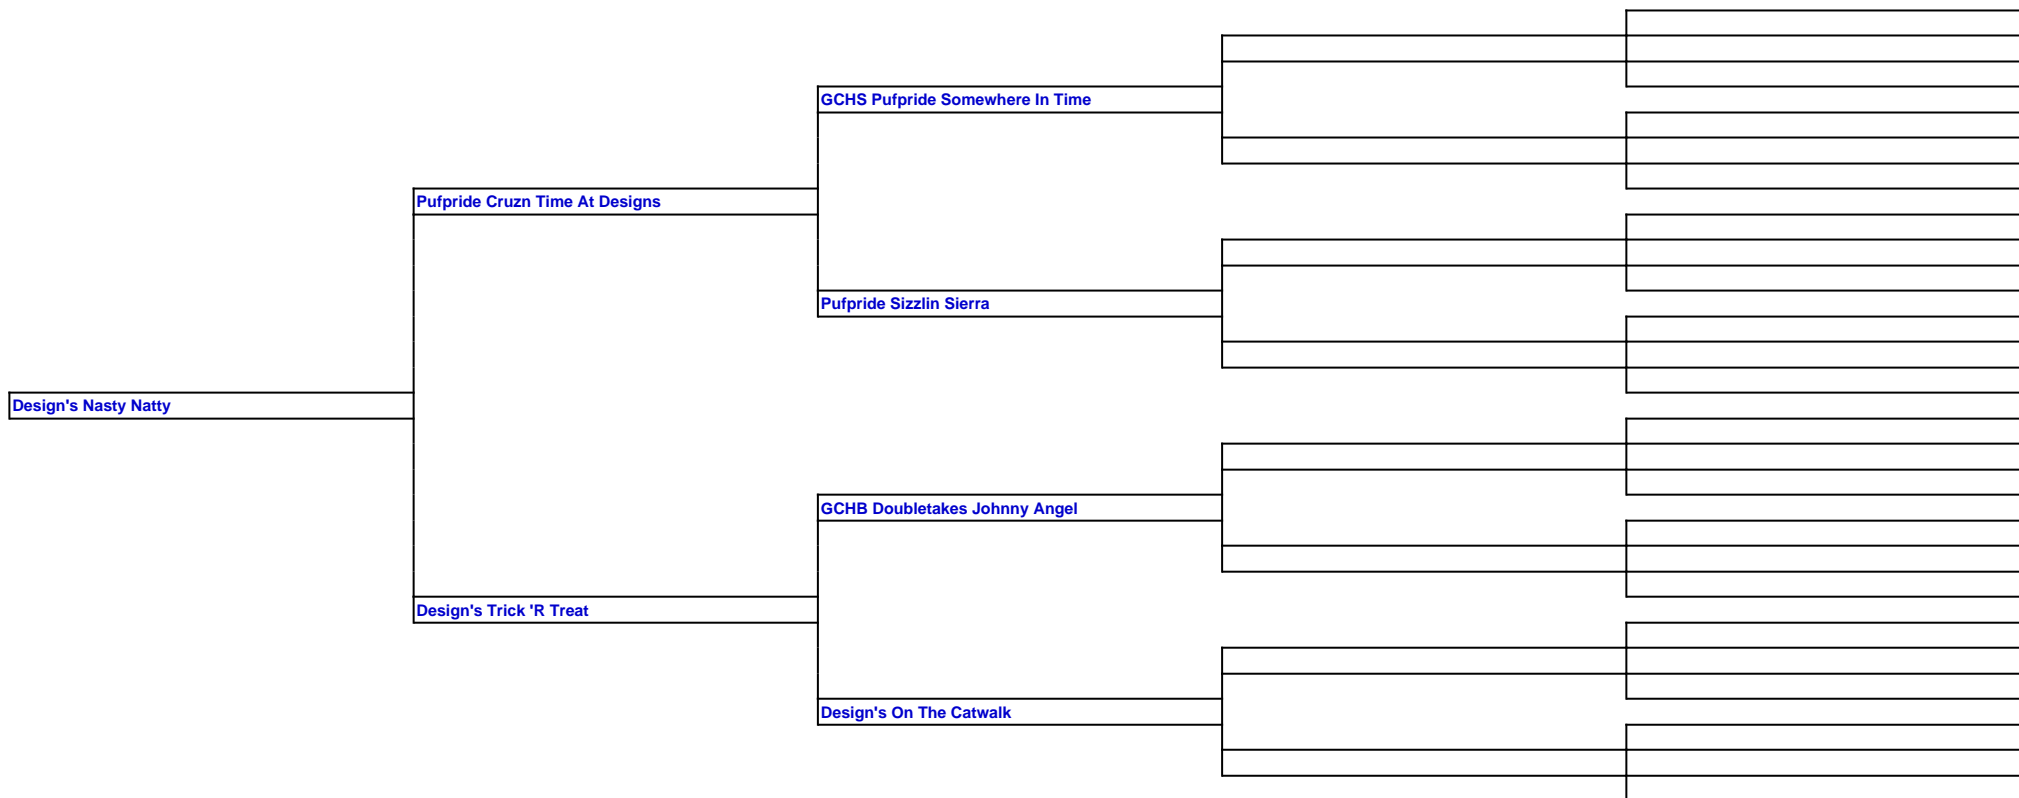 GCHS Pufpride Somewhere In Time
Pufpride Cruzn Time At Designs
Pufpride Sizzlin Sierra
Design's Nasty Natty
GCHB Doubletakes Johnny Angel
Design's Trick 'R Treat
Design's On The Catwalk